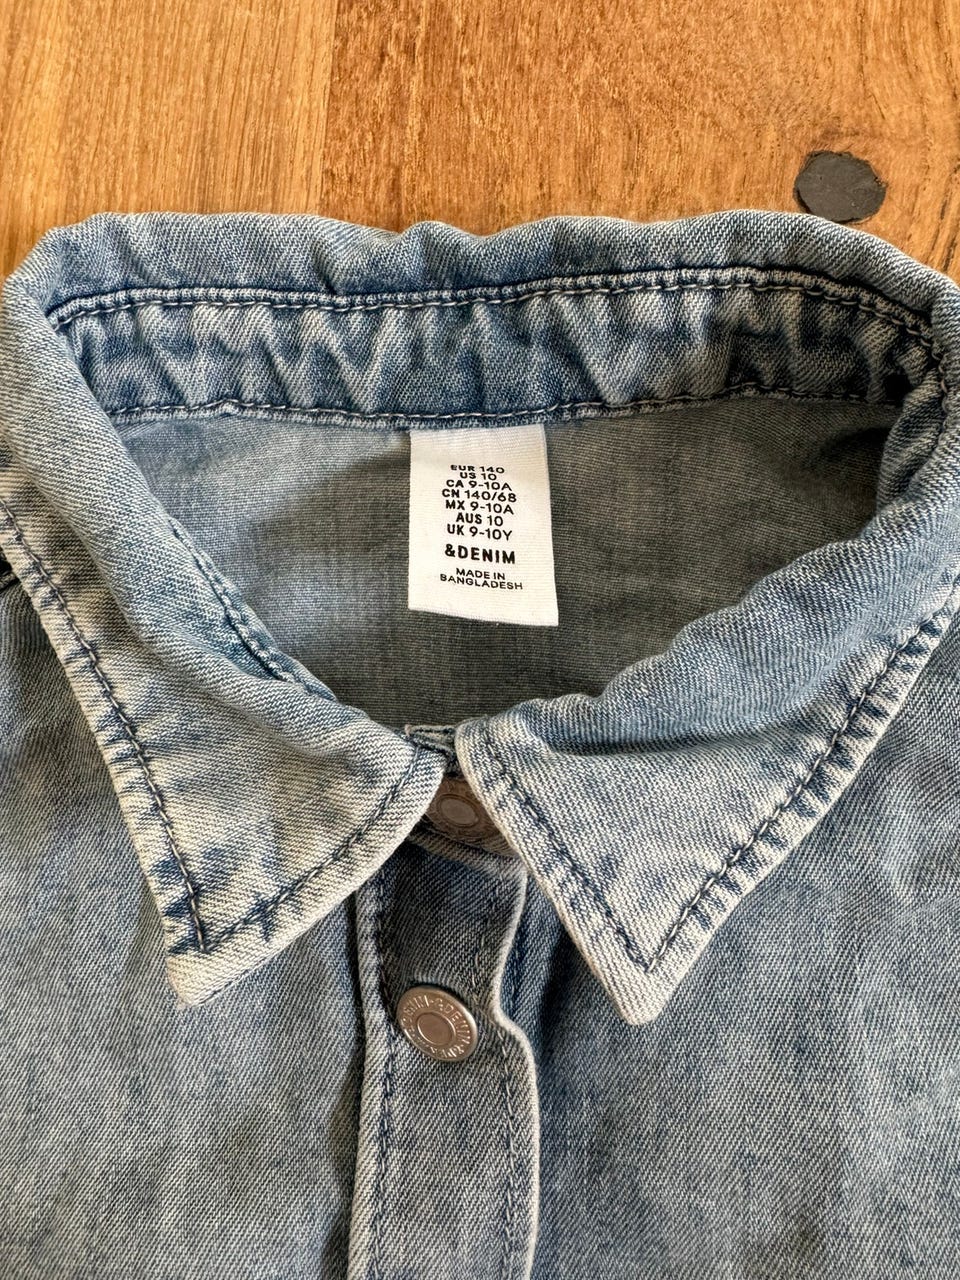 EUR 140
US 10
CA 9-10A
CN 140/68
MX 9-10A
AUS 10
UK 9-10Y
&DENIM
MADE IN
BANGLADESH
&DENIM